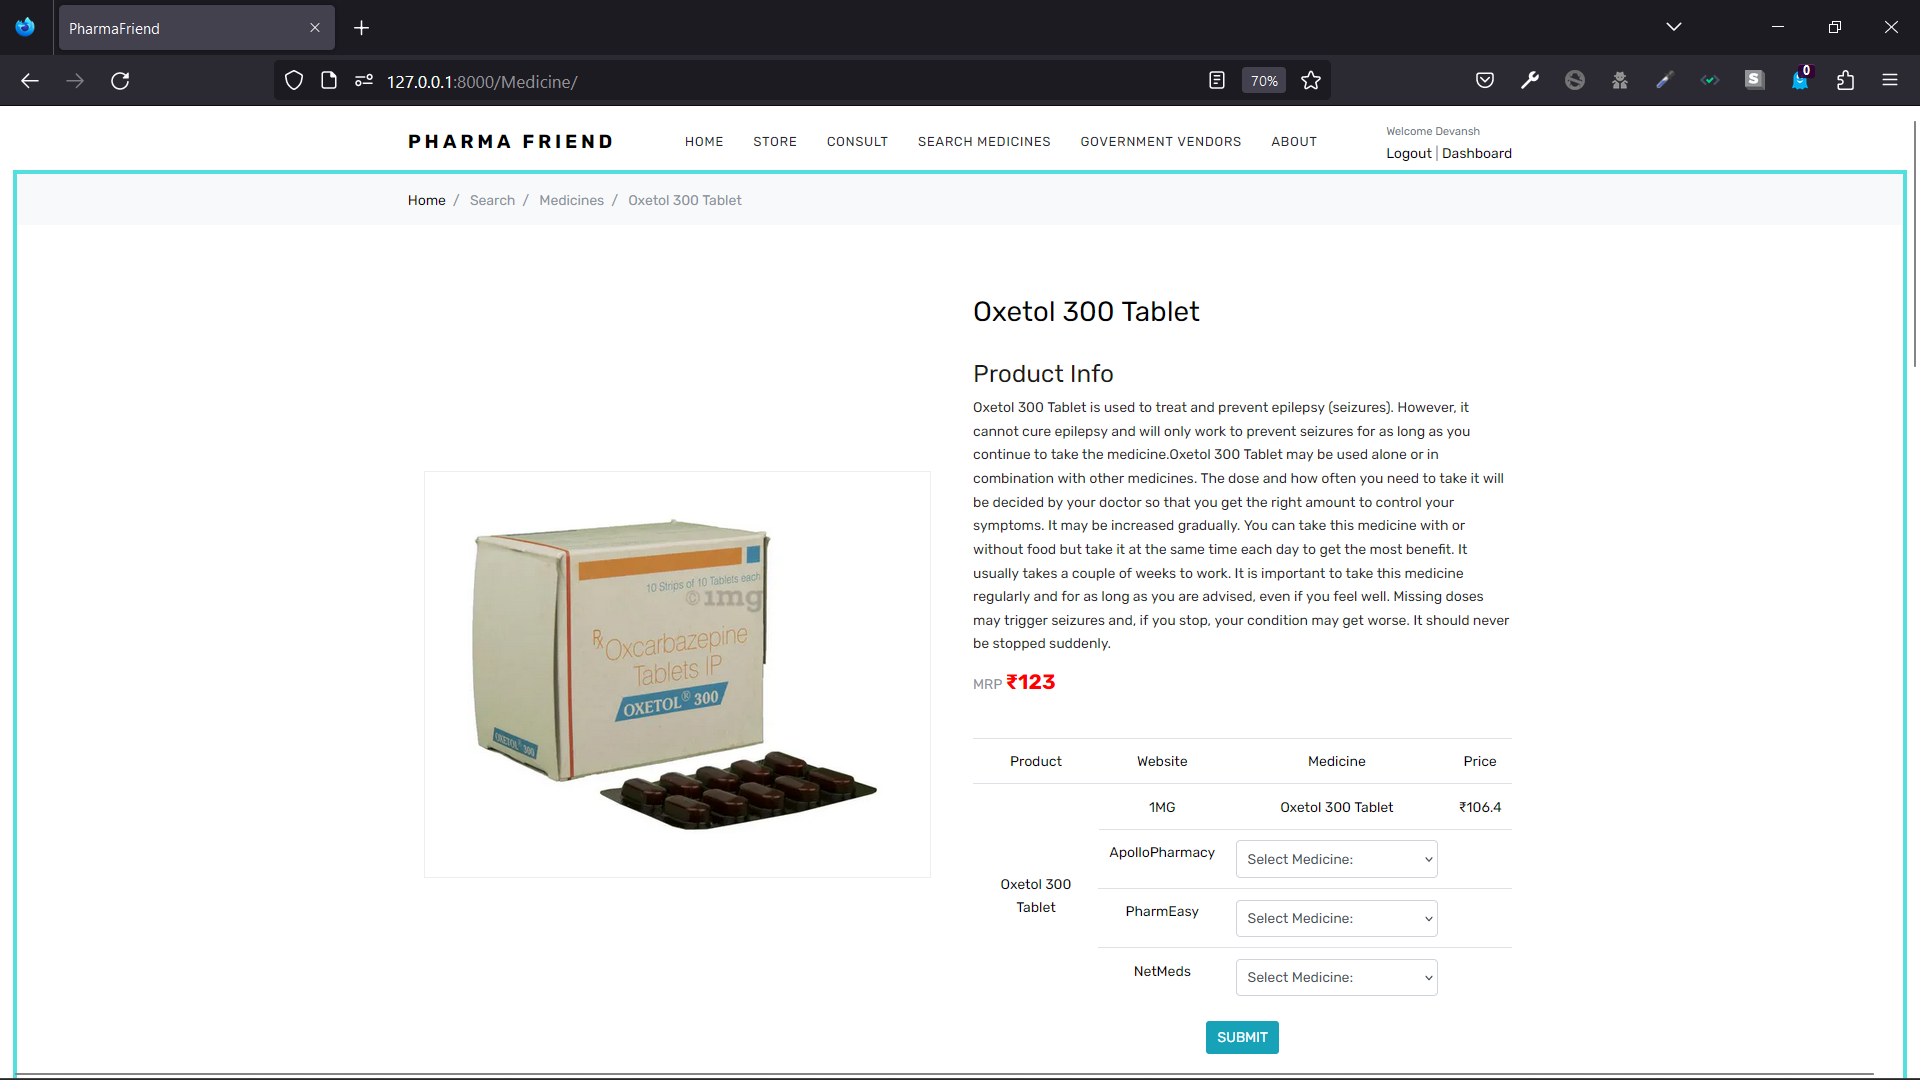 PharmaFriend
127.0.0.1:8000/Medicine/
70%
S
0
PHARMA FRIEND
HOME
STORE
CONSULT
SEARCH MEDICINES
GOVERNMENT VENDORS
ABOUT
Welcome Devansh
Logout | Dashboard
Home / Search / Medicines / Oxetol 300 Tablet
Oxetol 300 Tablet
Product Info
Oxetol 300 Tablet is used to treat and prevent epilepsy (seizures). However, it
cannot cure epilepsy and will only work to prevent seizures for as long as you
continue to take the medicine.Oxetol 300 Tablet may be used alone or in
combination with other medicines. The dose and how often you need to take it will
be decided by your doctor so that you get the right amount to control your
symptoms. It may be increased gradually. You can take this medicine with or
without food but take it at the same time each day to get the most benefit. It
usually takes a couple of weeks to work. It is important to take this medicine
regularly and for as long as you are advised, even if you feel well. Missing doses
may trigger seizures and, if you stop, your condition may get worse. It should never
be stopped suddenly.
MRP ₹123
10 Strips of 10 Tablets each
©1mg
℞ Oxcarbazepine
Tablets IP
OXETOL® 300
OXETOL® 300
Product Website Medicine Price
1MG Oxetol 300 Tablet ₹106.4
ApolloPharmacy Select Medicine:
Oxetol 300
Tablet
PharmEasy Select Medicine:
NetMeds Select Medicine:
SUBMIT